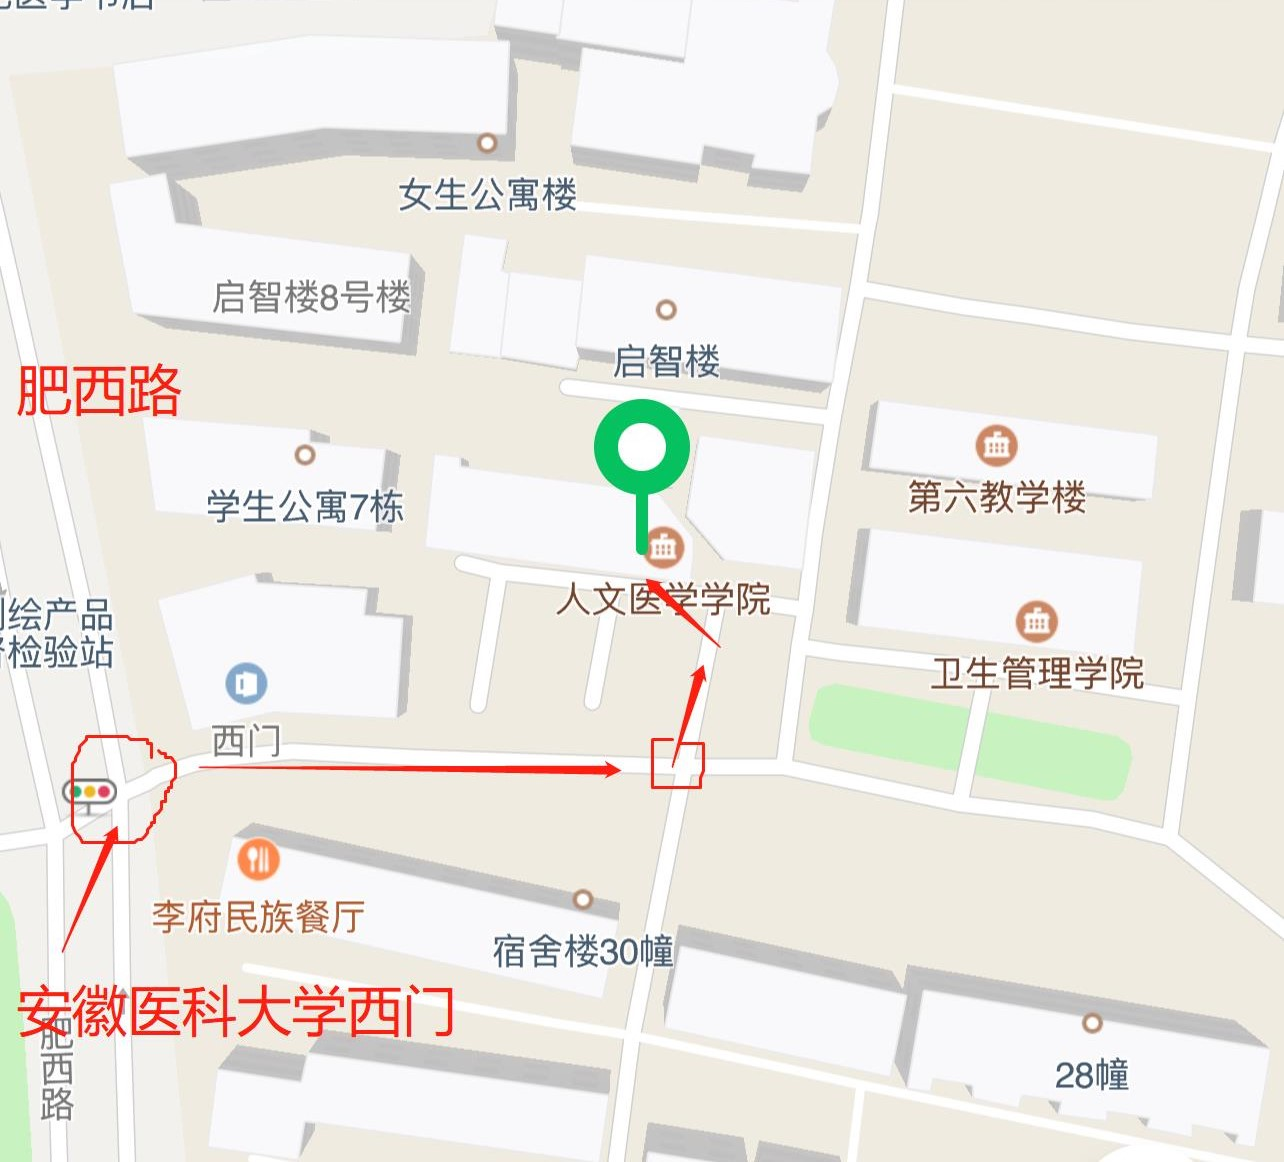 女生公寓楼
启智楼8号楼
启智楼
肥西路
第六教学楼
学生公寓7栋
人文医学学院
绘产品
检验站
卫生管理学院
西门
李府民族餐厅
宿舍楼30幢
安徽医科大学西门
肥西路
28幢